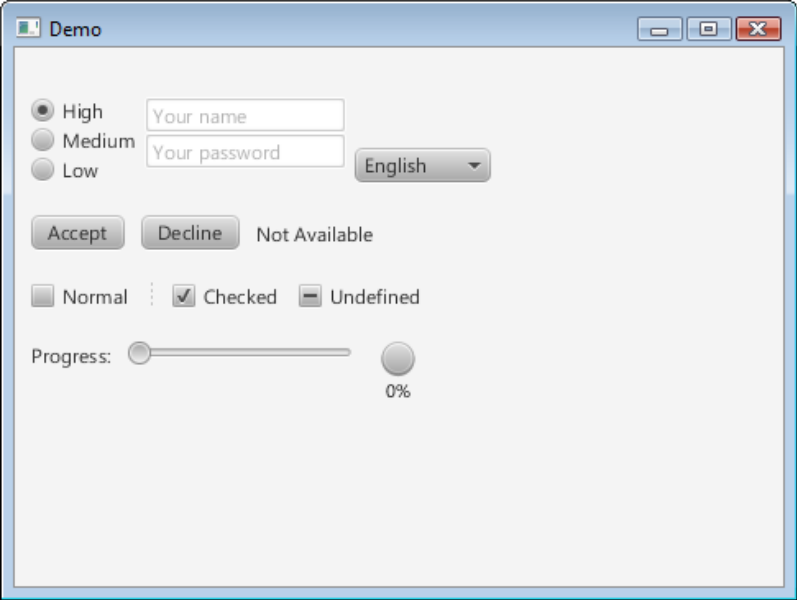 Demo
High
Your name
Medium
Your password
Low
English
Accept Decline Not Available
Normal Checked Undefined
Progress:
0%